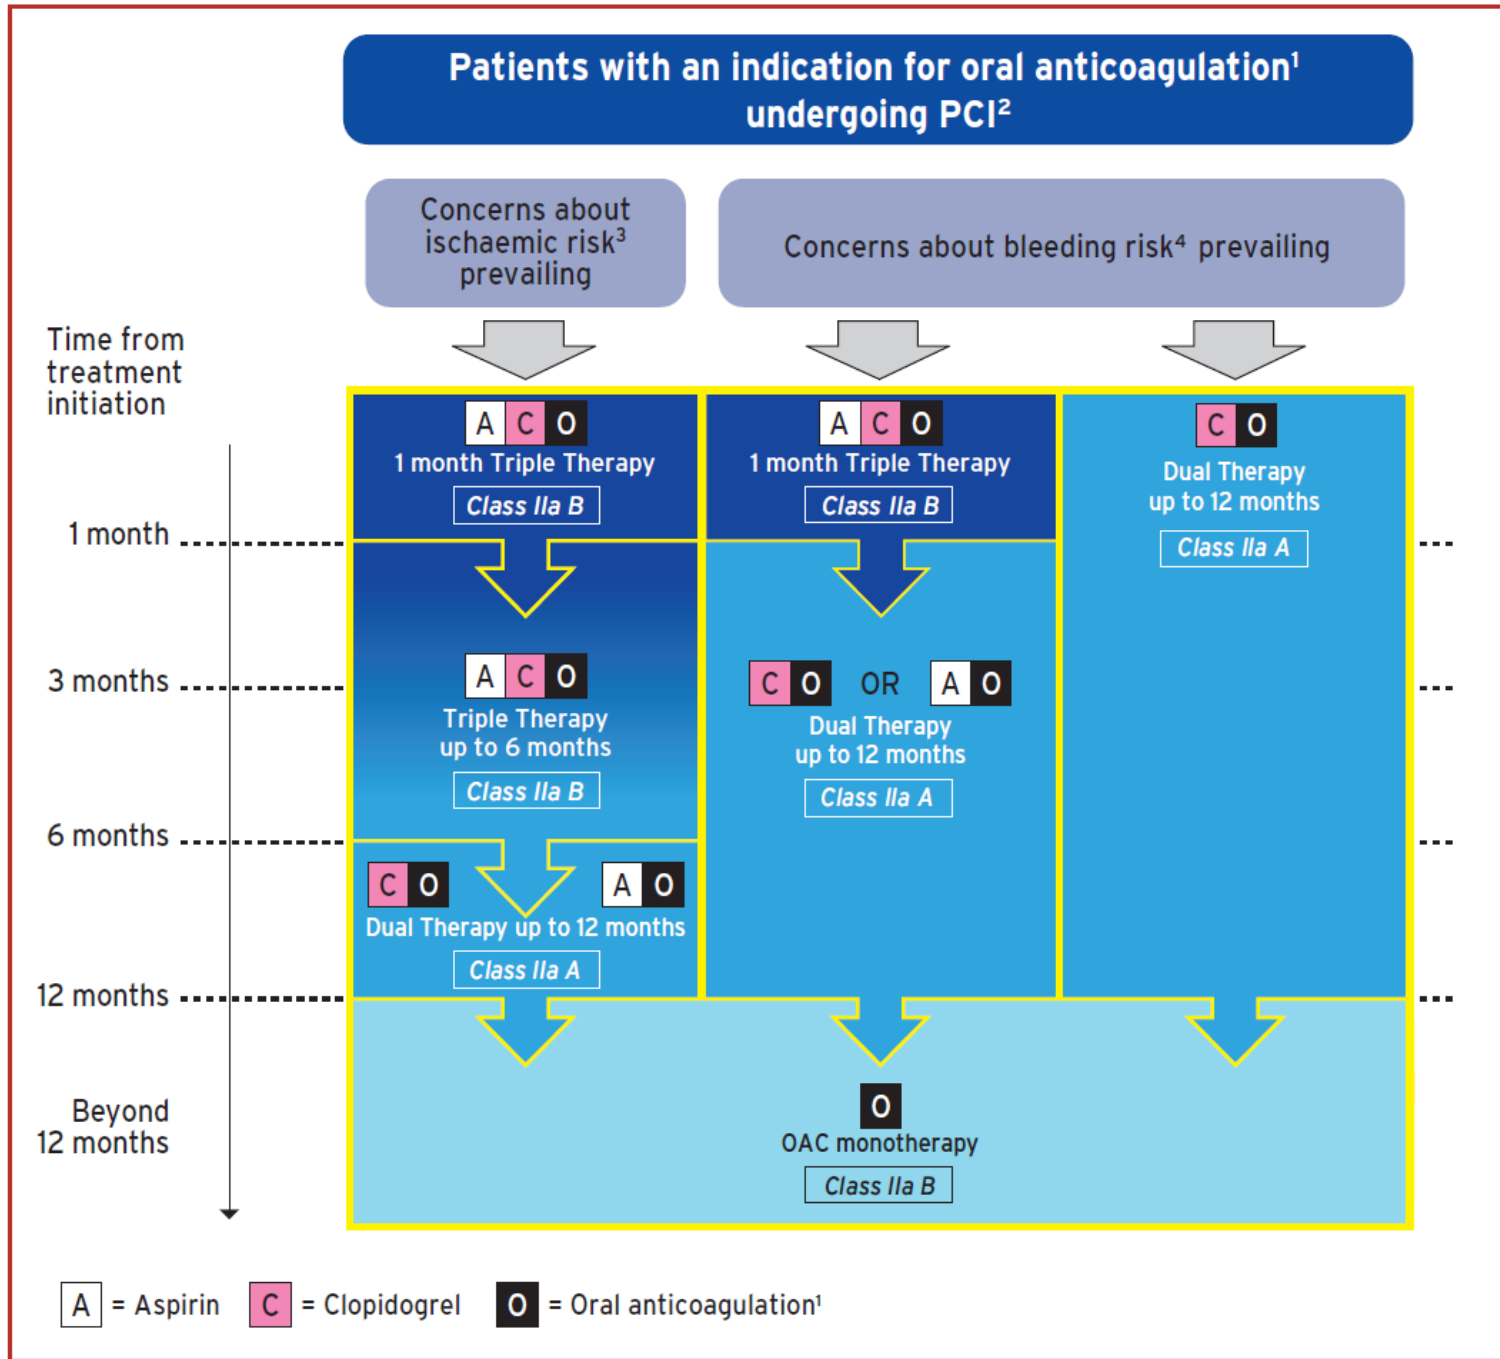 Patients with an indication for oral anticoagulation¹
undergoing PCI²
Concerns about
ischaemic risk³
prevailing
Concerns about bleeding risk⁴ prevailing
Time from
treatment
initiation
A C O
1 month Triple Therapy
Class IIa B
A C O
1 month Triple Therapy
Class IIa B
C O
Dual Therapy
up to 12 months
Class IIa A
1 month
3 months
A C O
Triple Therapy
up to 6 months
Class IIa B
C O OR A O
Dual Therapy
up to 12 months
Class IIa A
6 months
C O A O
Dual Therapy up to 12 months
Class IIa A
12 months
Beyond
12 months
O
OAC monotherapy
Class IIa B
A = Aspirin C = Clopidogrel O = Oral anticoagulation¹